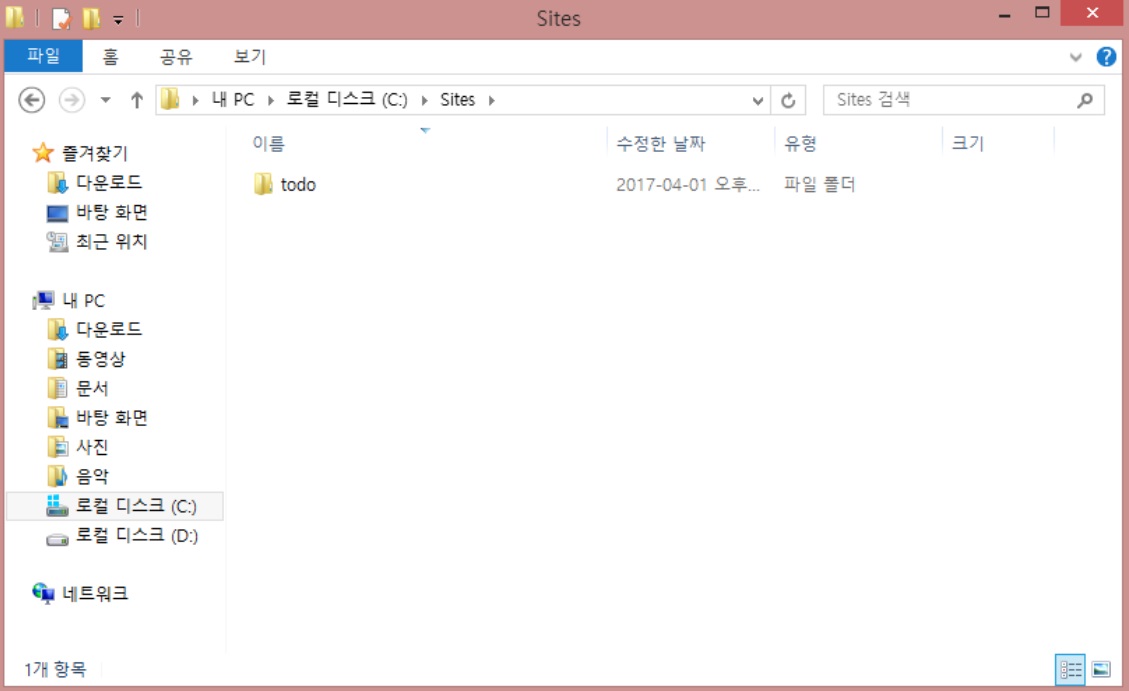 Sites
파일 홈 공유 보기
내 PC 로컬 디스크 (C:) Sites
Sites 검색
이름 수정한 날짜 유형 크기
todo 2017-04-01 오후... 파일 폴더
즐겨찾기
다운로드
바탕 화면
최근 위치
내 PC
다운로드
동영상
문서
바탕 화면
사진
음악
로컬 디스크 (C:)
로컬 디스크 (D:)
네트워크
1개 항목